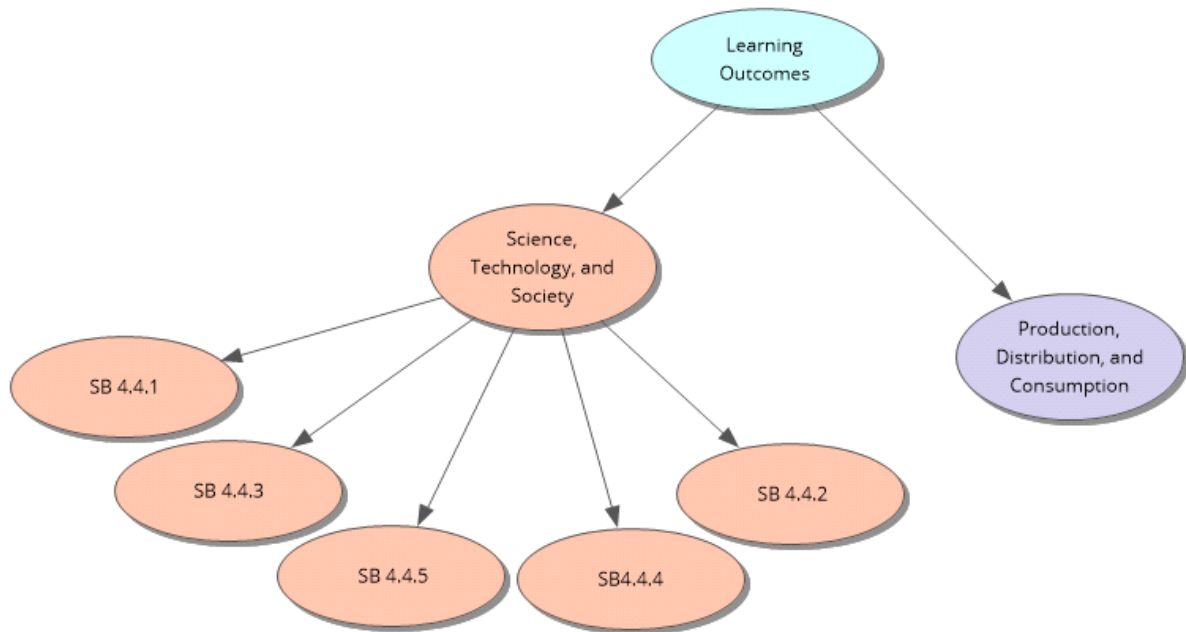 Learning
Outcomes
Science,
Technology, and
Society
Production,
Distribution, and
Consumption
SB 4.4.1
SB 4.4.3
SB 4.4.2
SB 4.4.5
SB4.4.4